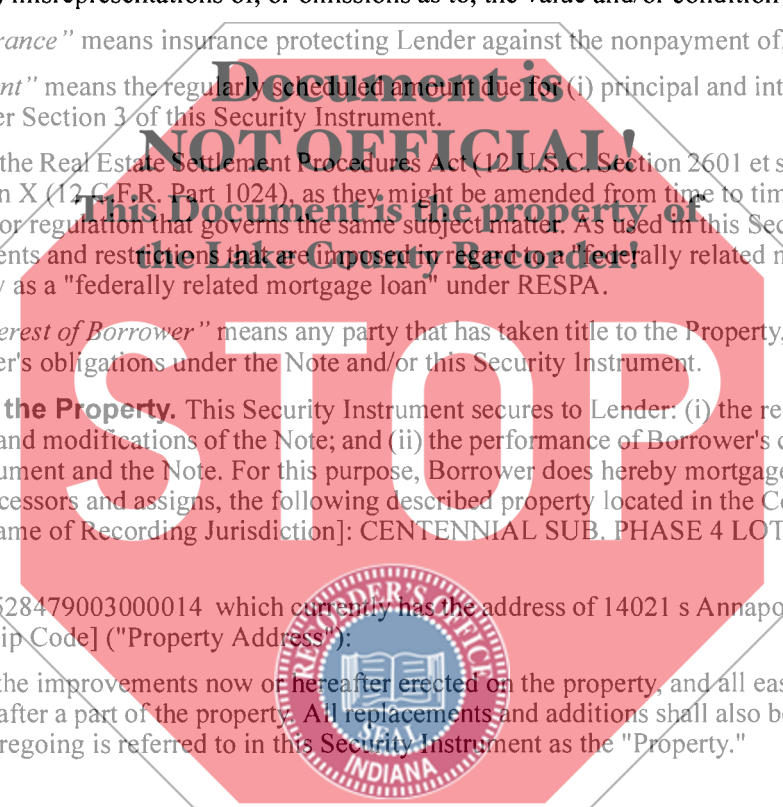 misrepresentations of, or omissions as to, the value and/or condition
rance” means insurance protecting Lender against the nonpayment of,
Document is
nt” means the regularly scheduled amount due for (i) principal and int
er Section 3 of this Security Instrument.
NOT OFFICIAL!
the Real Estate Settlement Procedures Act (12 U.S.C. Section 2601 et s
n X (12 C.F.R. Part 1024), as they might be amended from time to tim
This Document is the property of
or regulation that governs the same subject matter. As used in this Sec
the Lake County Recorder!
ents and restrictions that are imposed in regard to a "federally related m
y as a "federally related mortgage loan" under RESPA.
erest of Borrower” means any party that has taken title to the Property,
er's obligations under the Note and/or this Security Instrument.
STOP
the Property. This Security Instrument secures to Lender: (i) the re
and modifications of the Note; and (ii) the performance of Borrower's c
ument and the Note. For this purpose, Borrower does hereby mortgage
cessors and assigns, the following described property located in the Co
ame of Recording Jurisdiction]: CENTENNIAL SUB. PHASE 4 LOT
528479003000014 which currently has the address of 14021 s Annapo
ip Code] ("Property Address"):
RECORDER'S OFFICE
SEAL
INDIANA
the improvements now or hereafter erected on the property, and all eas
after a part of the property. All replacements and additions shall also be
regoing is referred to in this Security Instrument as the "Property."